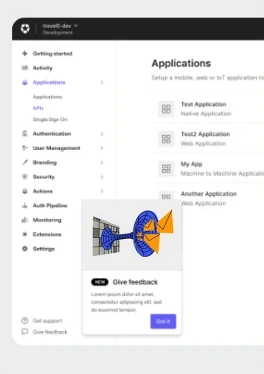 travel0-dev
Development
Getting started
Activity
Applications
Applications
APIs
Single Sign On
Authentication
User Management
Branding
Security
Actions
Auth Pipeline
Monitoring
Extensions
Settings
Get support
Give feedback
Applications
Setup a mobile, web or IoT application to
Test Application
Native Application
Test2 Application
Web Application
My App
Machine to Machine Applicatio
Another Application
Web Application
NEW Give feedback
Lorem ipsum dolor sit amet,
consectetur adipiscing elit, sed
do eiusmod tempor.
Got it